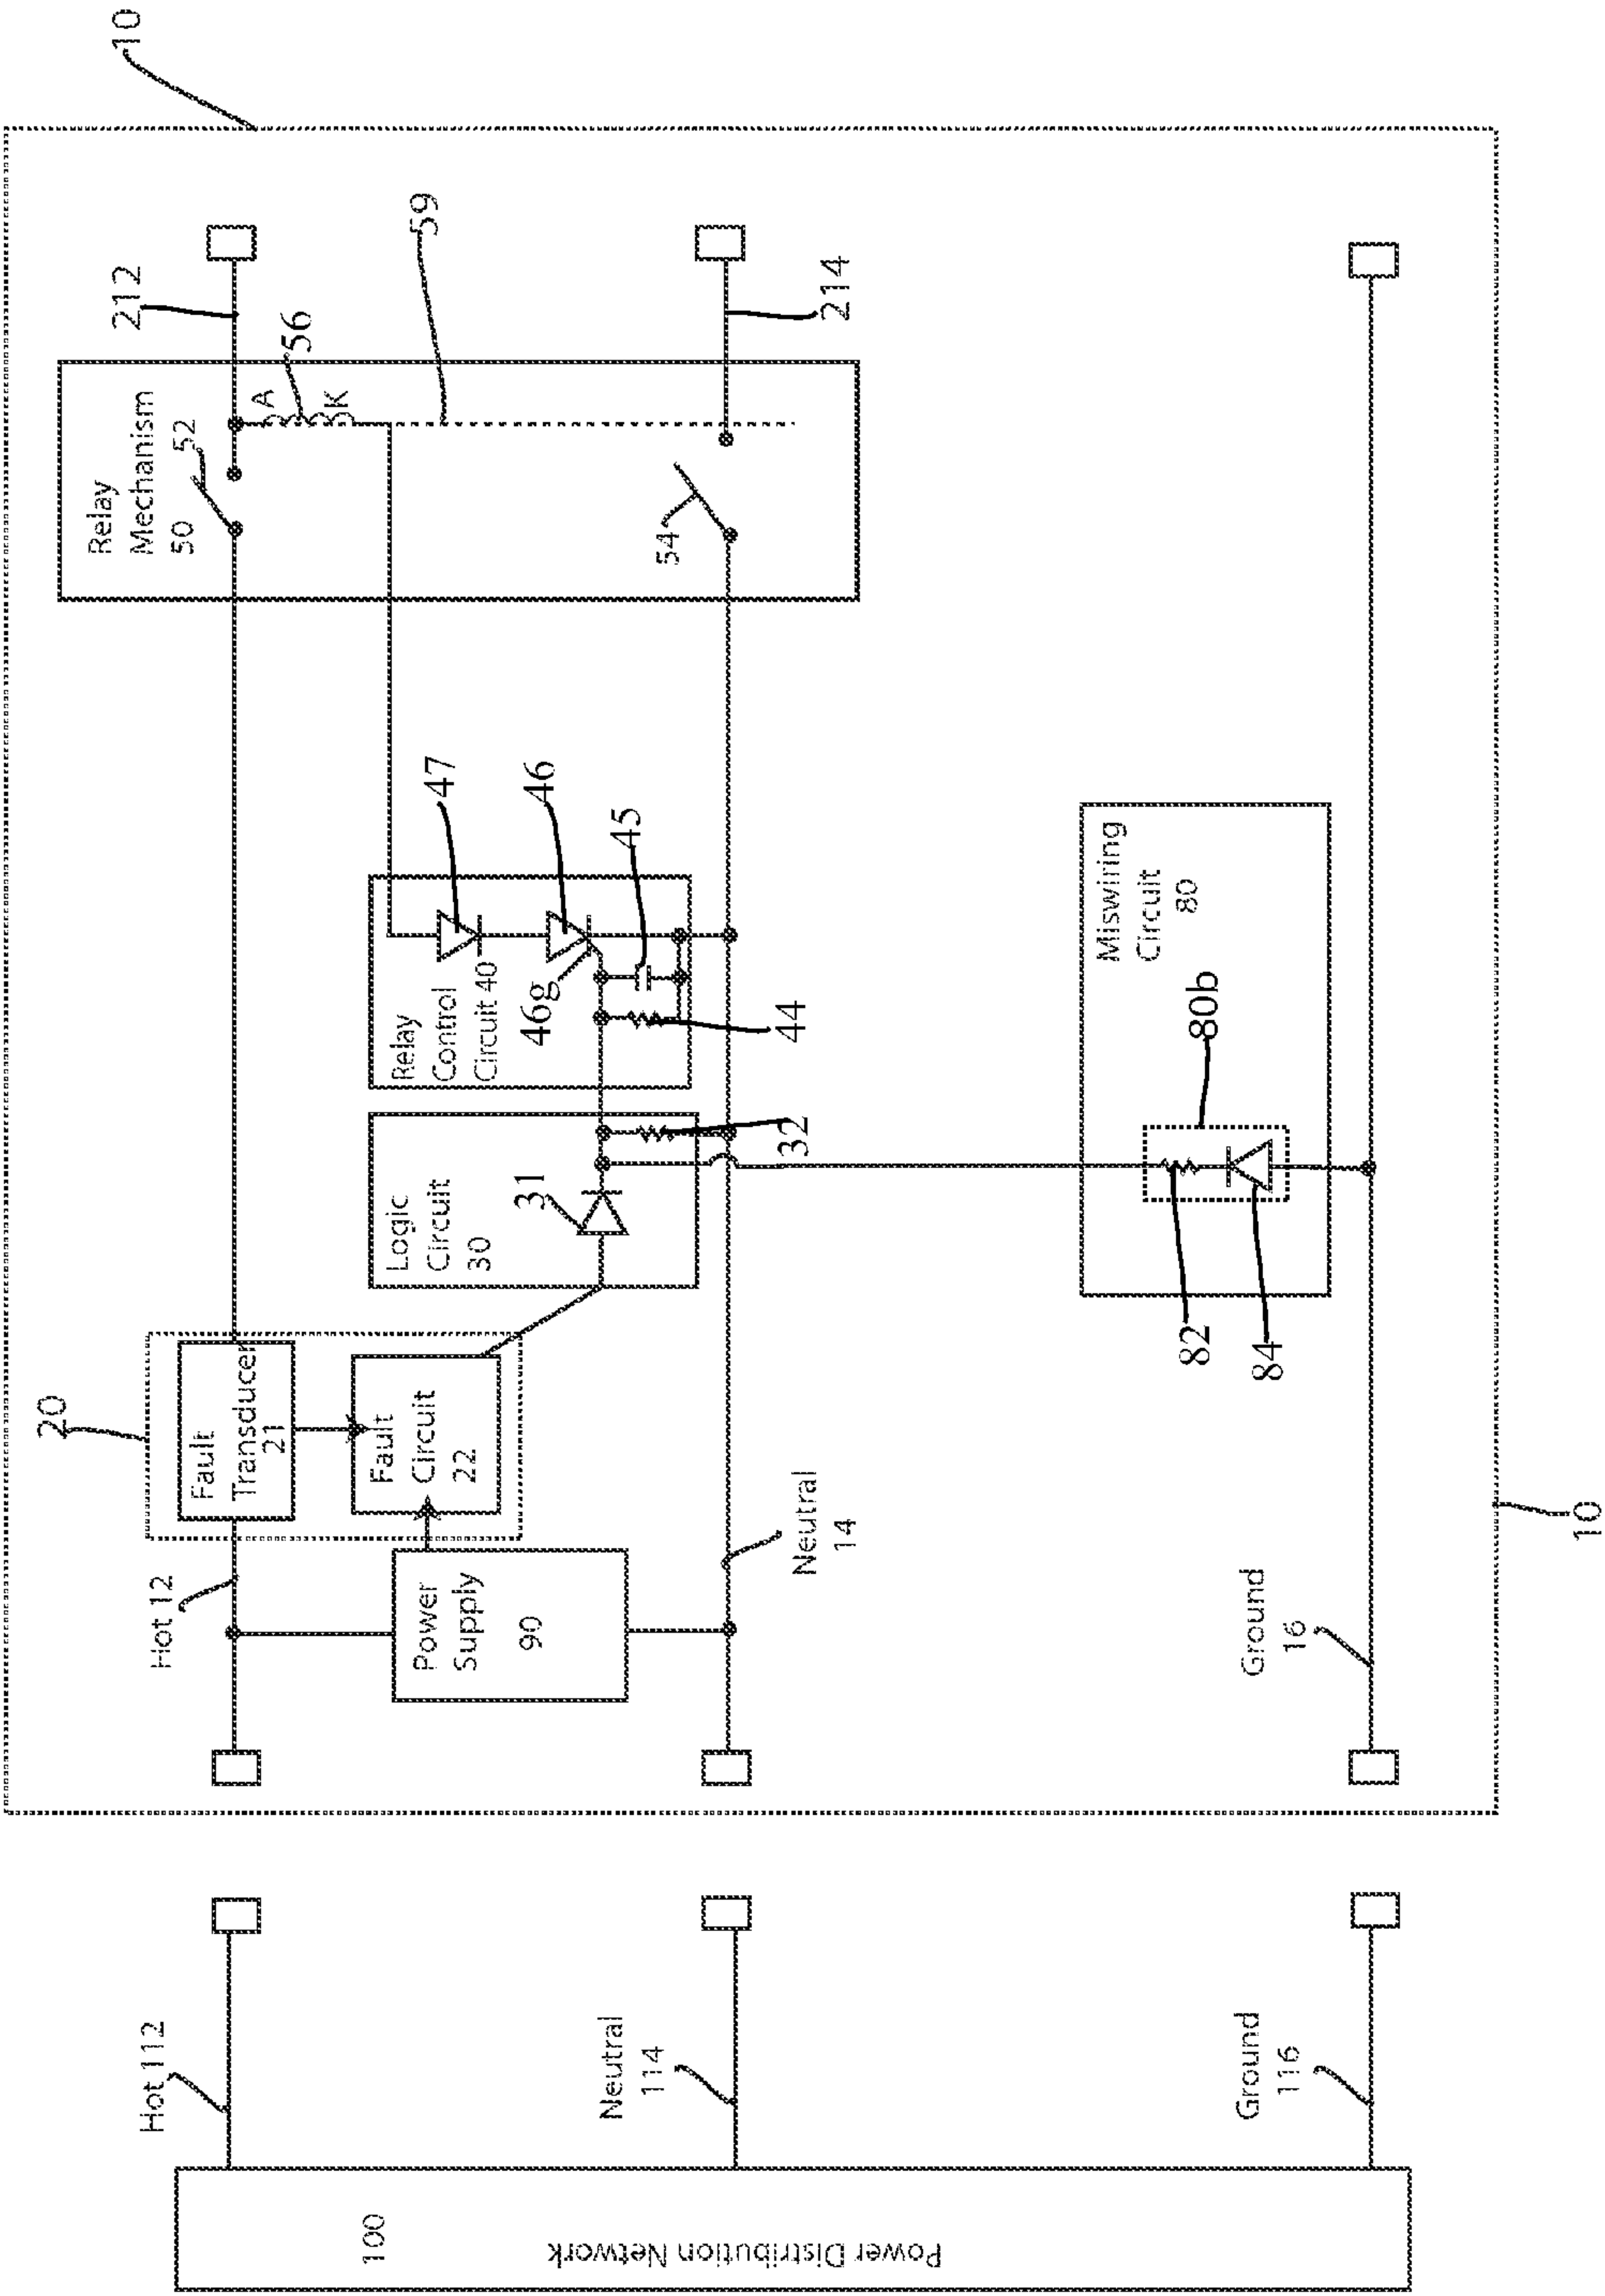 10
212
56
59
214
Relay
Mechanism
50
52
A
K
54
47
46
45
Relay
Control
Circuit 40
46g
44
Miswiring
Circuit
80
80b
Logic
Circuit
30
31
32
82
84
20
Fault
Transducer
21
Fault
Circuit
22
Hot 12
Power
Supply
90
Neutral
14
Ground
16
10
Hot 112
Neutral
114
Ground
116
100
Power Distribution Network